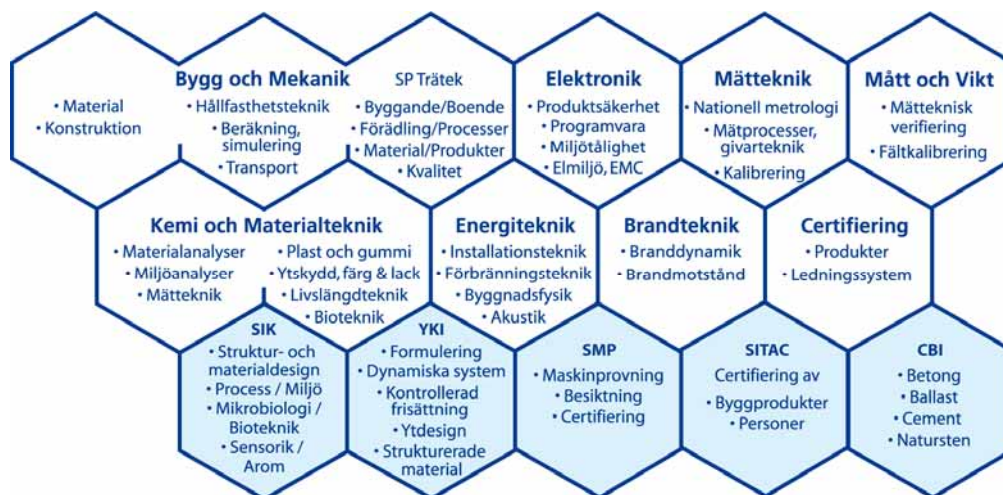 Bygg och Mekanik
• Material
• Konstruktion
• Hållfasthetsteknik
• Beräkning,
simulering
• Transport
SP Trätek
• Byggande/Boende
• Förädling/Processer
• Material/Produkter
• Kvalitet
Elektronik
• Produktsäkerhet
• Programvara
• Miljötålighet
• Elmiljö, EMC
Mätteknik
• Nationell metrologi
• Mätprocesser,
givarteknik
• Kalibrering
Mått och Vikt
• Mätteknisk
verifiering
• Fältkalibrering
Kemi och Materialteknik
• Materialanalyser
• Miljöanalyser
• Mätteknik
• Plast och gummi
• Ytskydd, färg & lack
• Livslängdteknik
• Bioteknik
Energiteknik
• Installationsteknik
• Förbränningsteknik
• Byggnadsfysik
• Akustik
Brandteknik
• Branddynamik
• Brandmotstånd
Certifiering
• Produkter
• Ledningssystem
SIK
• Struktur- och
materialdesign
• Process / Miljö
• Mikrobiologi /
Bioteknik
• Sensorik /
Arom
YKI
• Formulering
• Dynamiska system
• Kontrollerad
frisättning
• Ytdesign
• Strukturerade
material
SMP
• Maskinprovning
• Besiktning
• Certifiering
SITAC
Certifiering av
• Byggprodukter
• Personer
CBI
• Betong
• Ballast
• Cement
• Natursten